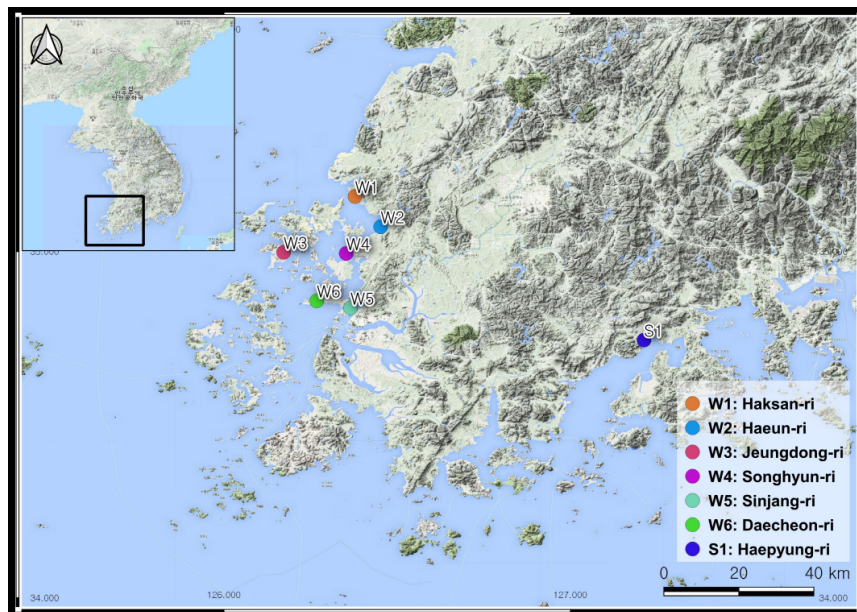 W1
W2
W3
W4
W6
W5
S1
35.000
W1: Haksan-ri
W2: Haeun-ri
W3: Jeungdong-ri
W4: Songhyun-ri
W5: Sinjang-ri
W6: Daecheon-ri
S1: Haepyung-ri
0 20 40 km
34.000 126.000 127.000 34.000